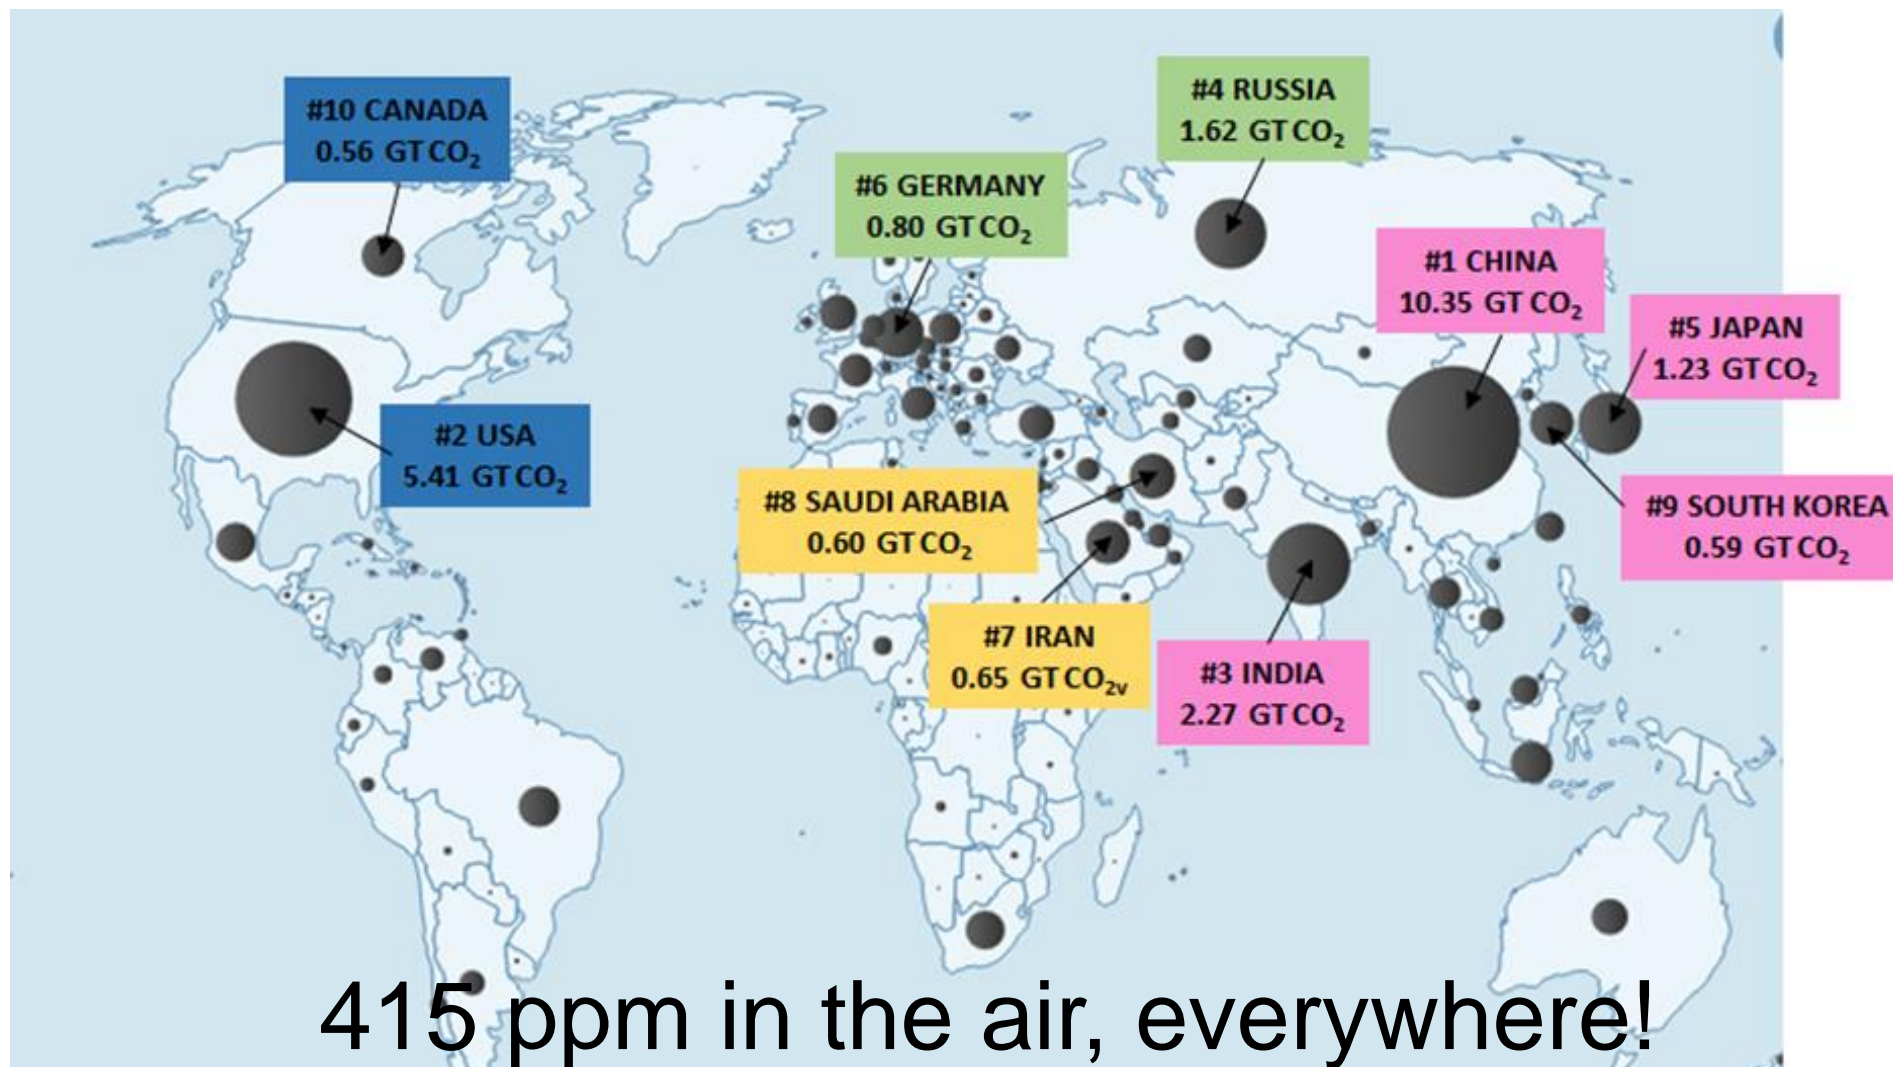 #10 CANADA
0.56 GT CO₂
#4 RUSSIA
1.62 GT CO₂
#6 GERMANY
0.80 GT CO₂
#1 CHINA
10.35 GT CO₂
#5 JAPAN
1.23 GT CO₂
#2 USA
5.41 GT CO₂
#8 SAUDI ARABIA
0.60 GT CO₂
#9 SOUTH KOREA
0.59 GT CO₂
#7 IRAN
0.65 GT CO₂ᵥ
#3 INDIA
2.27 GT CO₂
415 ppm in the air, everywhere!